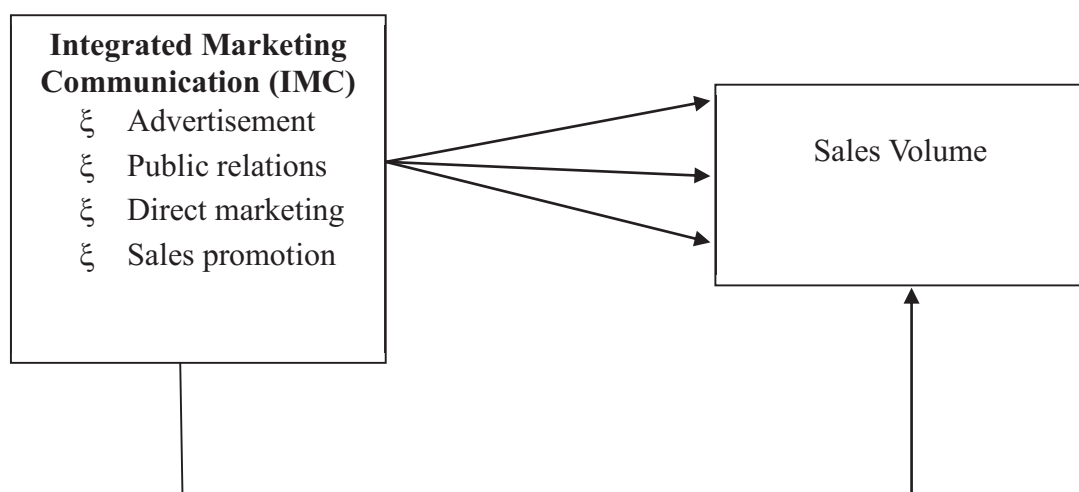 Integrated Marketing
Communication (IMC)
ξ Advertisement
ξ Public relations
ξ Direct marketing
ξ Sales promotion
Sales Volume